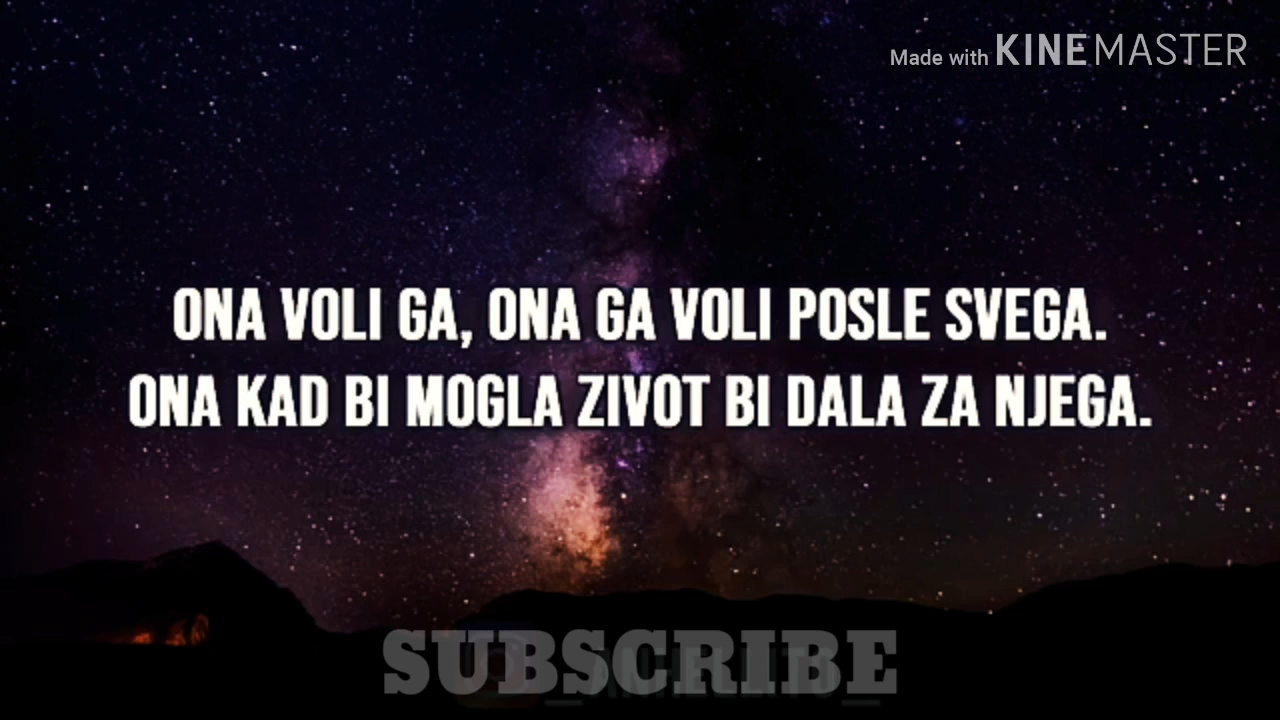 Made with KINEMASTER
ONA VOLI GA, ONA GA VOLI POSLE SVEGA.
ONA KAD BI MOGLA ZIVOT BI DALA ZA NJEGA.
SUBSCRIBE